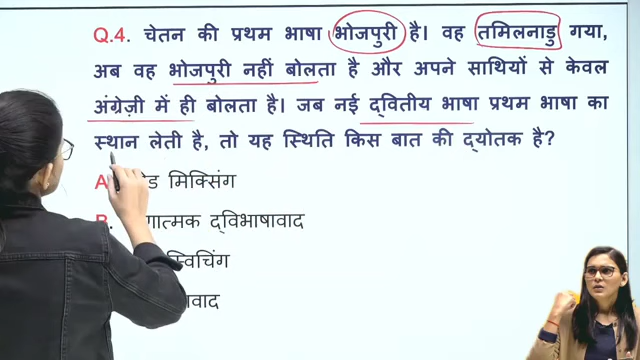 Q.4. चेतन की प्रथम भाषा भोजपुरी है। वह तमिलनाडु गया,
अब वह भोजपुरी नहीं बोलता है और अपने साथियों से केवल
अंग्रेज़ी में ही बोलता है। जब नई द्वितीय भाषा प्रथम भाषा का
स्थान लेती है, तो यह स्थिति किस बात की द्योतक है?
A मिक्सिंग
B. द्विभाषावाद